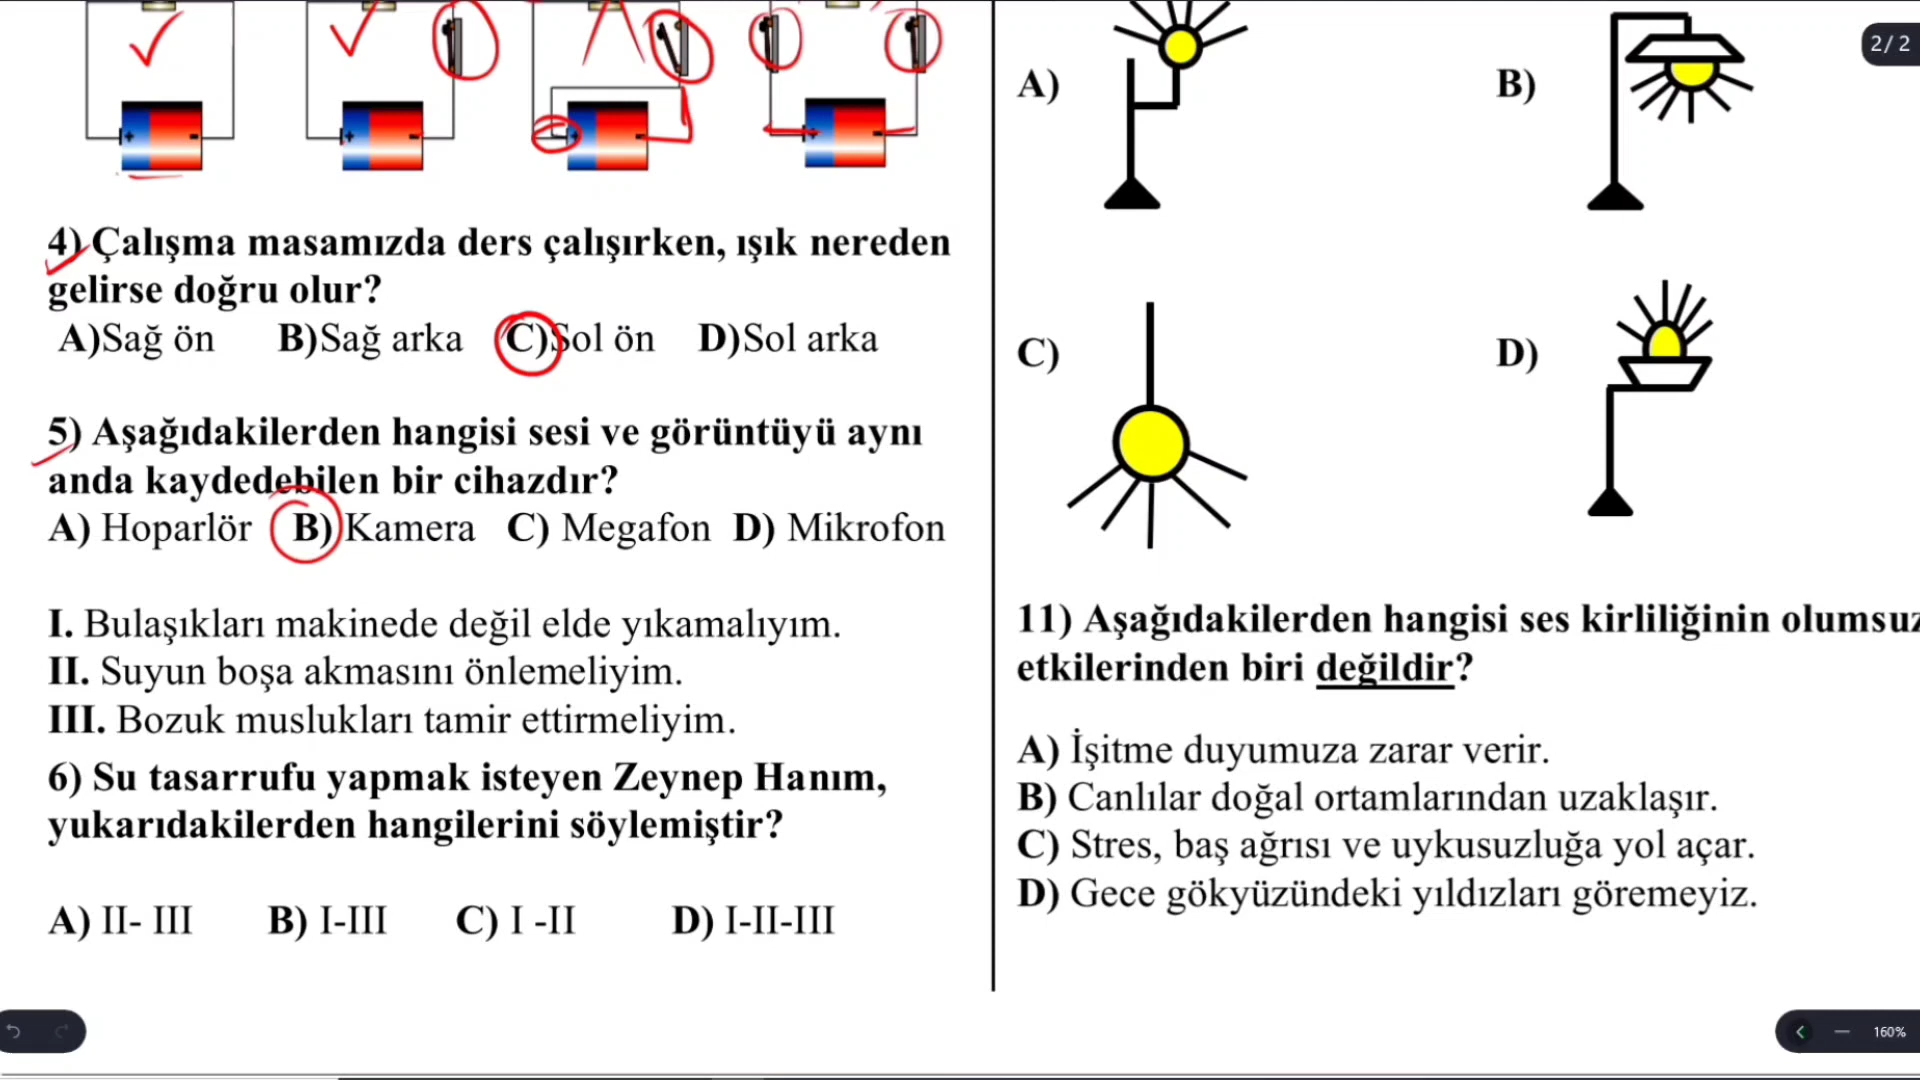 + -
+ -
+ -
+ -
4) Çalışma masamızda ders çalışırken, ışık nereden
gelirse doğru olur?
A)Sağ ön B)Sağ arka C)Sol ön D)Sol arka
5) Aşağıdakilerden hangisi sesi ve görüntüyü aynı
anda kaydedebilen bir cihazdır?
A) Hoparlör B) Kamera C) Megafon D) Mikrofon
I. Bulaşıkları makinede değil elde yıkamalıyım.
II. Suyun boşa akmasını önlemeliyim.
III. Bozuk muslukları tamir ettirmeliyim.
6) Su tasarrufu yapmak isteyen Zeynep Hanım,
yukarıdakilerden hangilerini söylemiştir?
A) II- III B) I-III C) I -II D) I-II-III
A) B)
C) D)
11) Aşağıdakilerden hangisi ses kirliliğinin olumsuz
etkilerinden biri değildir?
A) İşitme duyumuza zarar verir.
B) Canlılar doğal ortamlarından uzaklaşır.
C) Stres, baş ağrısı ve uykusuzluğa yol açar.
D) Gece gökyüzündeki yıldızları göremeyiz.
2/ 2
160%